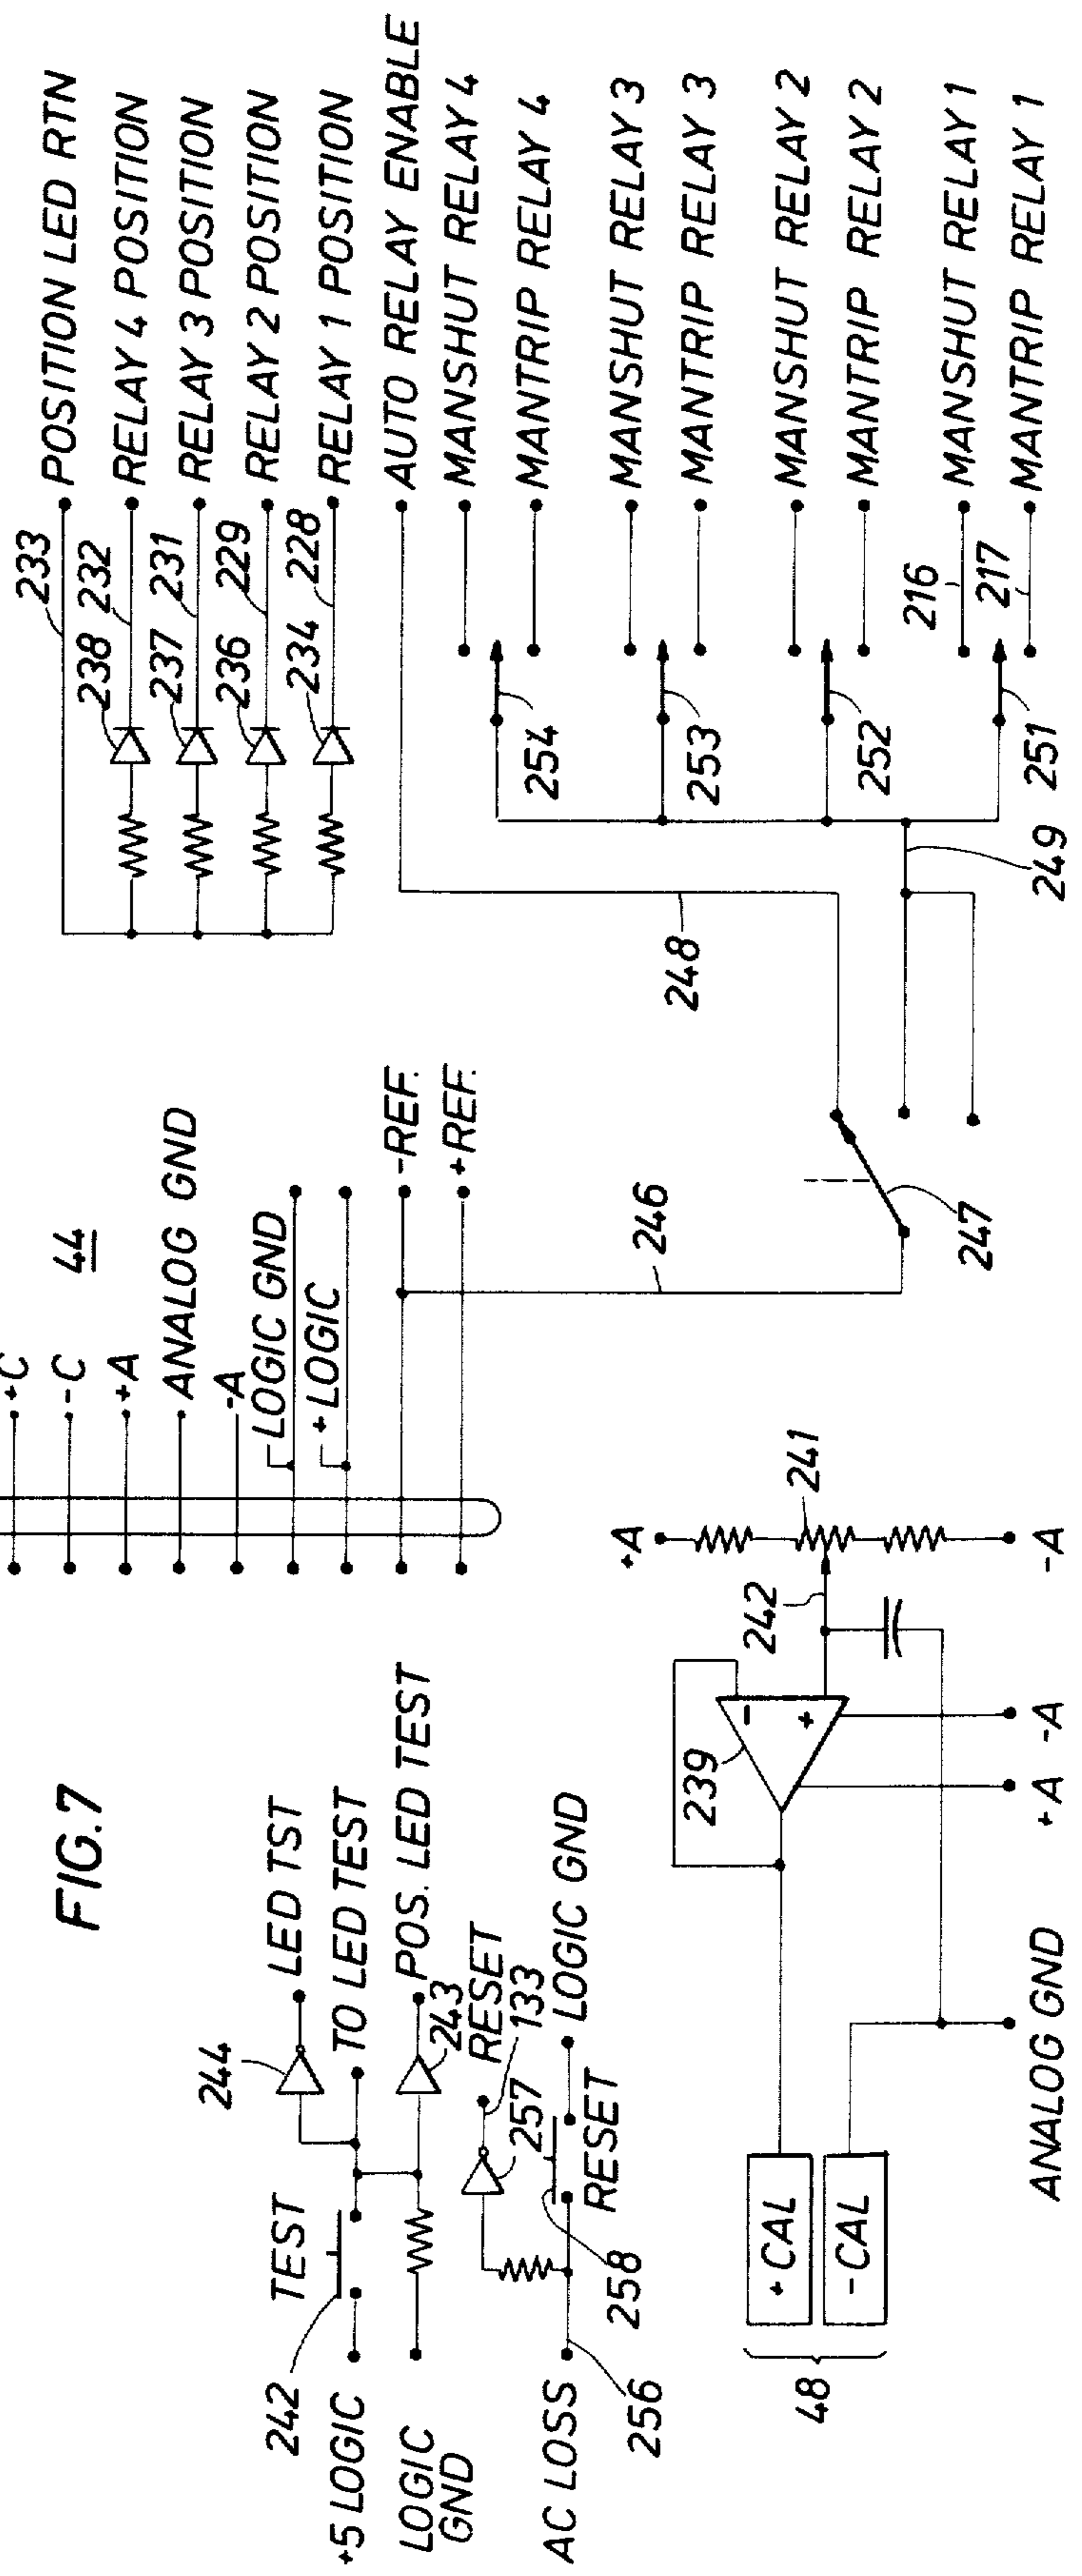 FIG.7
TEST
242
+5 LOGIC
LOGIC
GND
244
LED TST
TO LED TEST
POS. LED TEST
243
RESET
133
257
LOGIC GND
RESET
258
AC LOSS
256
48
+ CAL
- CAL
ANALOG GND
239
-
+
+A
-A
242
241
+A
-A
+C
-C
44
+A
ANALOG GND
-A
LOGIC GND
+ LOGIC
-REF.
+REF.
246
247
248
249
233
POSITION LED RTN
238
232
RELAY 4 POSITION
237
231
RELAY 3 POSITION
236
229
RELAY 2 POSITION
234
228
RELAY 1 POSITION
AUTO RELAY ENABLE
MANSHUT RELAY 4
254
MANTRIP RELAY 4
MANSHUT RELAY 3
253
MANTRIP RELAY 3
MANSHUT RELAY 2
252
MANTRIP RELAY 2
216
MANSHUT RELAY 1
217
251
MANTRIP RELAY 1